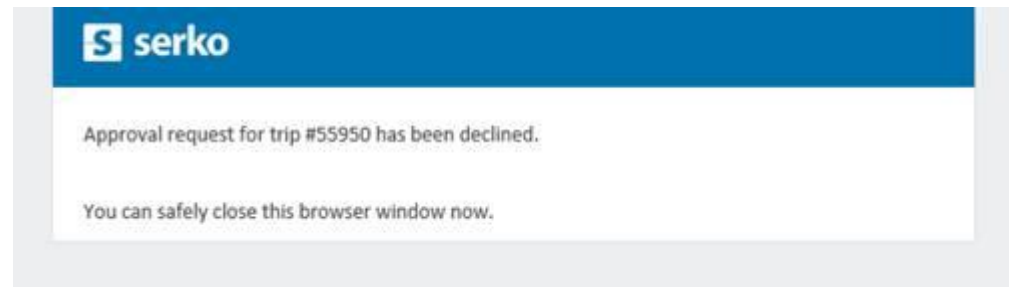 S serko
Approval request for trip #55950 has been declined.
You can safely close this browser window now.